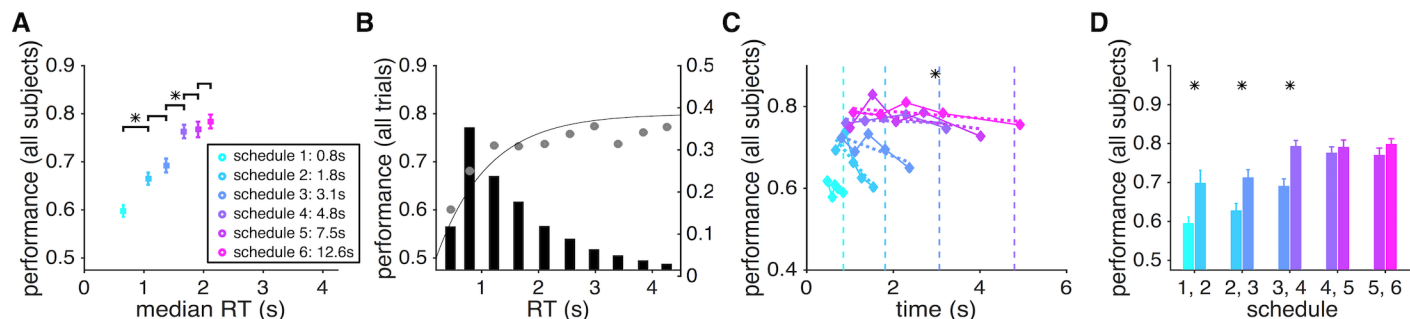 A
performance (all subjects)
0.9
0.8
0.7
0.6
0.5
*
*
0
1
2
3
4
median RT (s)
schedule 1: 0.8s
schedule 2: 1.8s
schedule 3: 3.1s
schedule 4: 4.8s
schedule 5: 7.5s
schedule 6: 12.6s
B
performance (all trials)
0.9
0.8
0.7
0.6
0.5
0.5
0.4
0.3
0.2
0.1
0
1
2
3
4
RT (s)
C
performance (all subjects)
0.8
0.6
0.4
*
0
2
4
6
time (s)
D
performance (all subjects)
1
0.9
0.8
0.7
0.6
0.5
* * *
1, 2
2, 3
3, 4
4, 5
5, 6
schedule